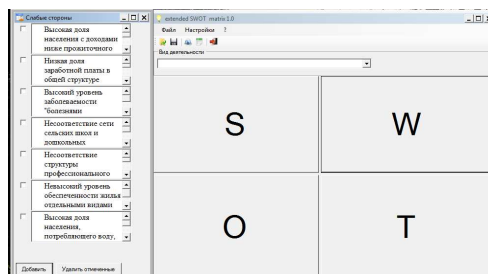 Слабые стороны
Высокая доля
населения с доходами
ниже прожиточного
Низкая доля
заработной платы в
общей структуре
Высокий уровень
заболеваемости
"болезнями
Несоответствие сети
сельских школ и
дошкольных
Несоответствие
структуры
профессионального
Невысокий уровень
обеспеченности жилья
отдельными видами
Высокая доля
населения,
потребляющего воду,
Добавить Удалить отмеченные
extended SWOT matrix 1.0
Файл Настройки ?
Вид деятельности
S W
O T